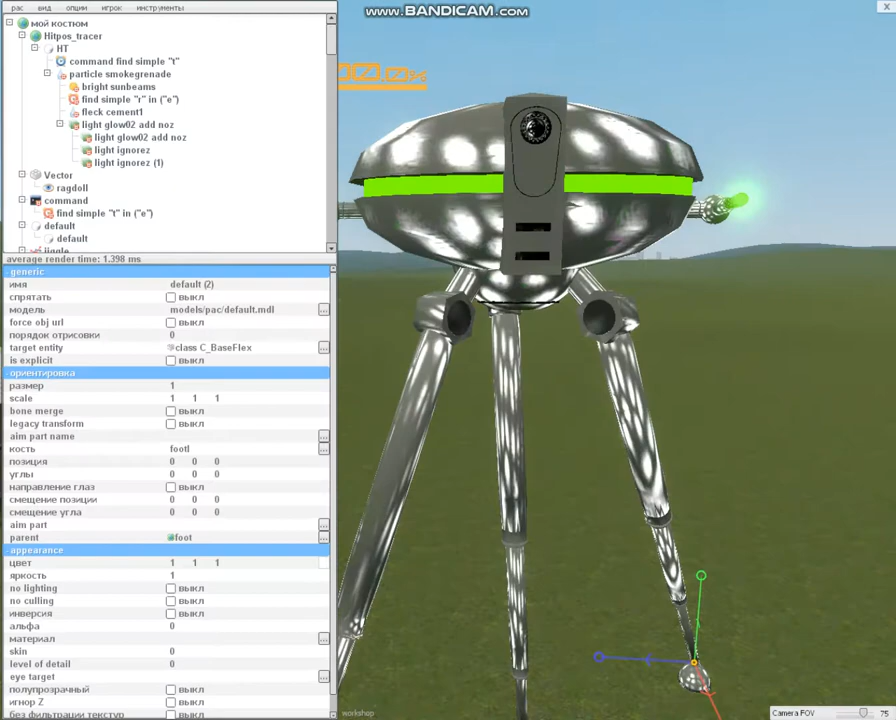 рас вид опции игрок инструменты
www.BANDICAM.com
мой костюм
Hitpos_tracer
HT
command find simple "t"
particle smokegrenade
bright sunbeams
find simple "r" in ("e")
fleck cement1
light glow02 add noz
light glow02 add noz
light ignorez
light ignorez (1)
Vector
ragdoll
command
find simple "t" in ("e")
default
default
jiggle
average render time: 1.398 ms
- generic
имя default (2)
спрятать выкл
модель models/pac/default.mdl ...
force obj url выкл
порядок отрисовки 0
target entity class C_BaseFlex ...
is explicit выкл
- ориентировка
размер 1
scale 1 1 1
bone merge выкл
legacy transform выкл
aim part name ...
кость footl ...
позиция 0 0 0
углы 0 0 0
направление глаз выкл
смещение позиции 0 0 0
смещение угла 0 0 0
aim part ...
parent foot ...
- appearance
цвет 1 1 1
яркость 1
no lighting выкл
no culling выкл
инверсия выкл
альфа 0
материал ...
skin 0
level of detail 0
eye target ...
полупрозрачный выкл
игнор Z выкл
без фильтрации текстур выкл
workshop
Camera FOV 75